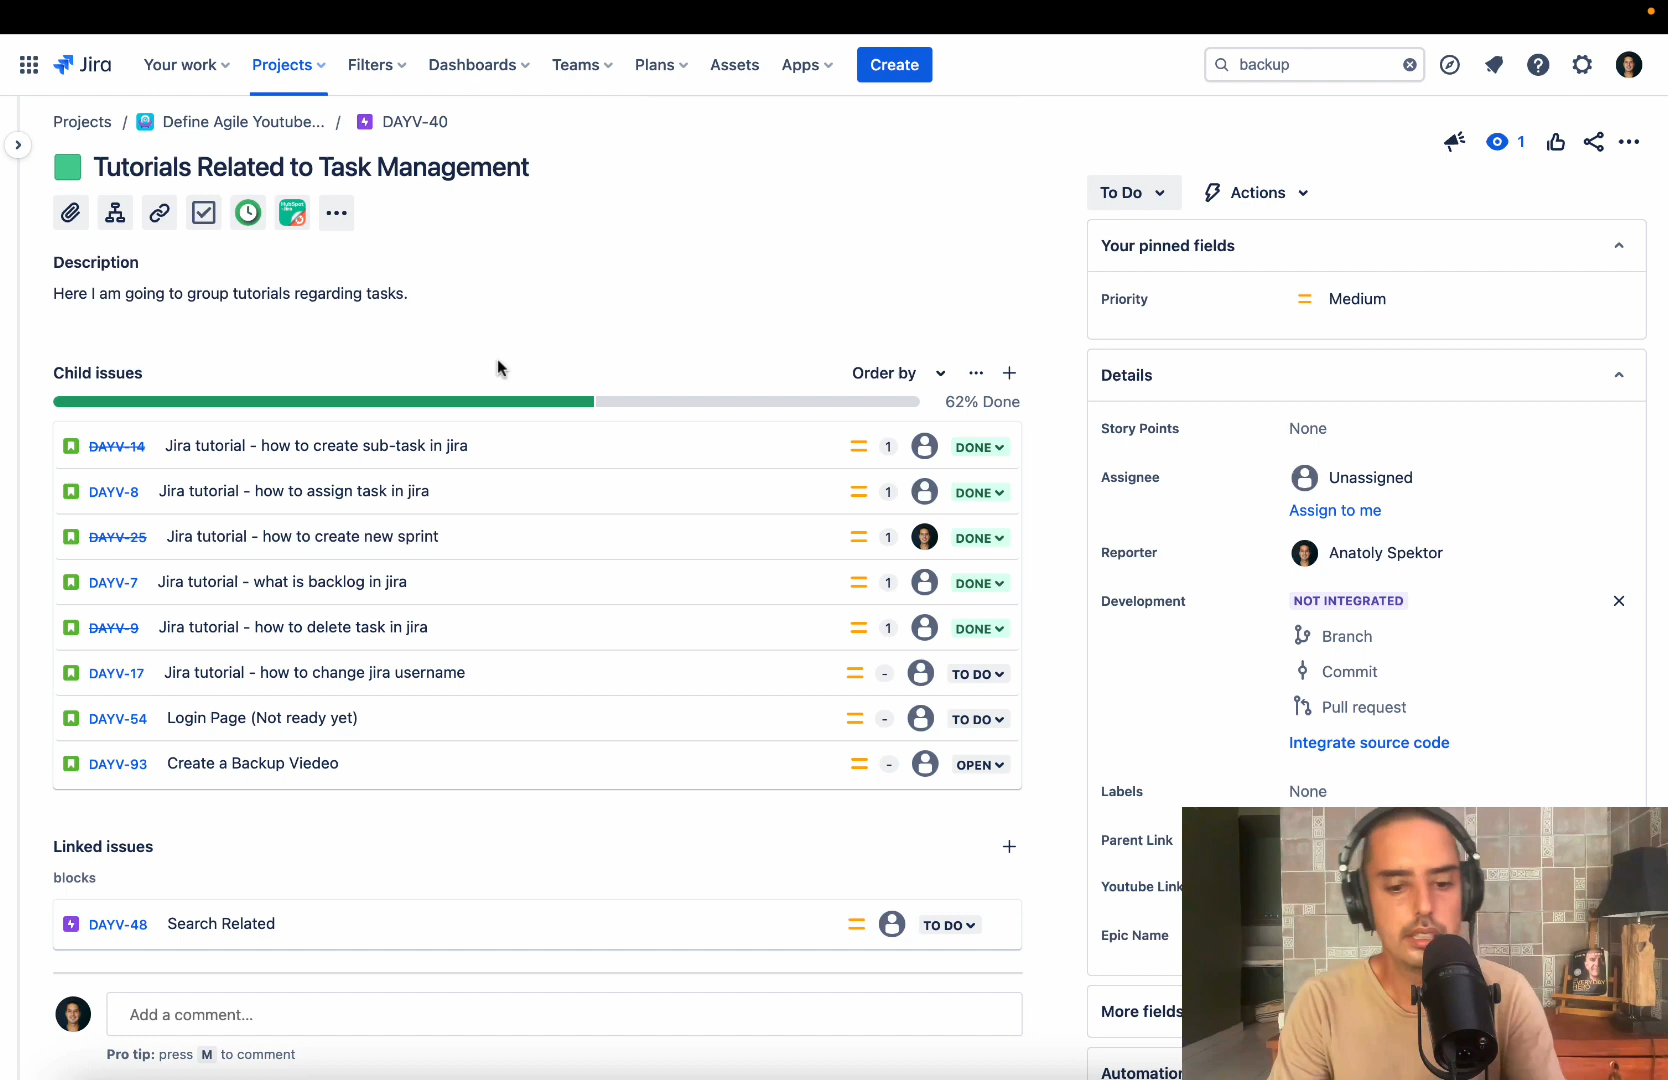 Jira
Your work
Projects
Filters
Dashboards
Teams
Plans
Assets
Apps
Create
backup
Projects / Define Agile Youtube... / DAYV-40
1
Tutorials Related to Task Management
To Do
Actions
HubSpot
Description
Here I am going to group tutorials regarding tasks.
Child issues
Order by
62% Done
DAYV-14 Jira tutorial - how to create sub-task in jira 1 DONE
DAYV-8 Jira tutorial - how to assign task in jira 1 DONE
DAYV-25 Jira tutorial - how to create new sprint 1 DONE
DAYV-7 Jira tutorial - what is backlog in jira 1 DONE
DAYV-9 Jira tutorial - how to delete task in jira 1 DONE
DAYV-17 Jira tutorial - how to change jira username - TO DO
DAYV-54 Login Page (Not ready yet) - TO DO
DAYV-93 Create a Backup Viedeo - OPEN
Linked issues
blocks
DAYV-48 Search Related TO DO
Add a comment...
Pro tip: press M to comment
Your pinned fields
Priority Medium
Details
Story Points None
Assignee Unassigned
Assign to me
Reporter Anatoly Spektor
Development NOT INTEGRATED
Branch
Commit
Pull request
Integrate source code
Labels None
Parent Link
Youtube Link
Epic Name
More fields
Automation